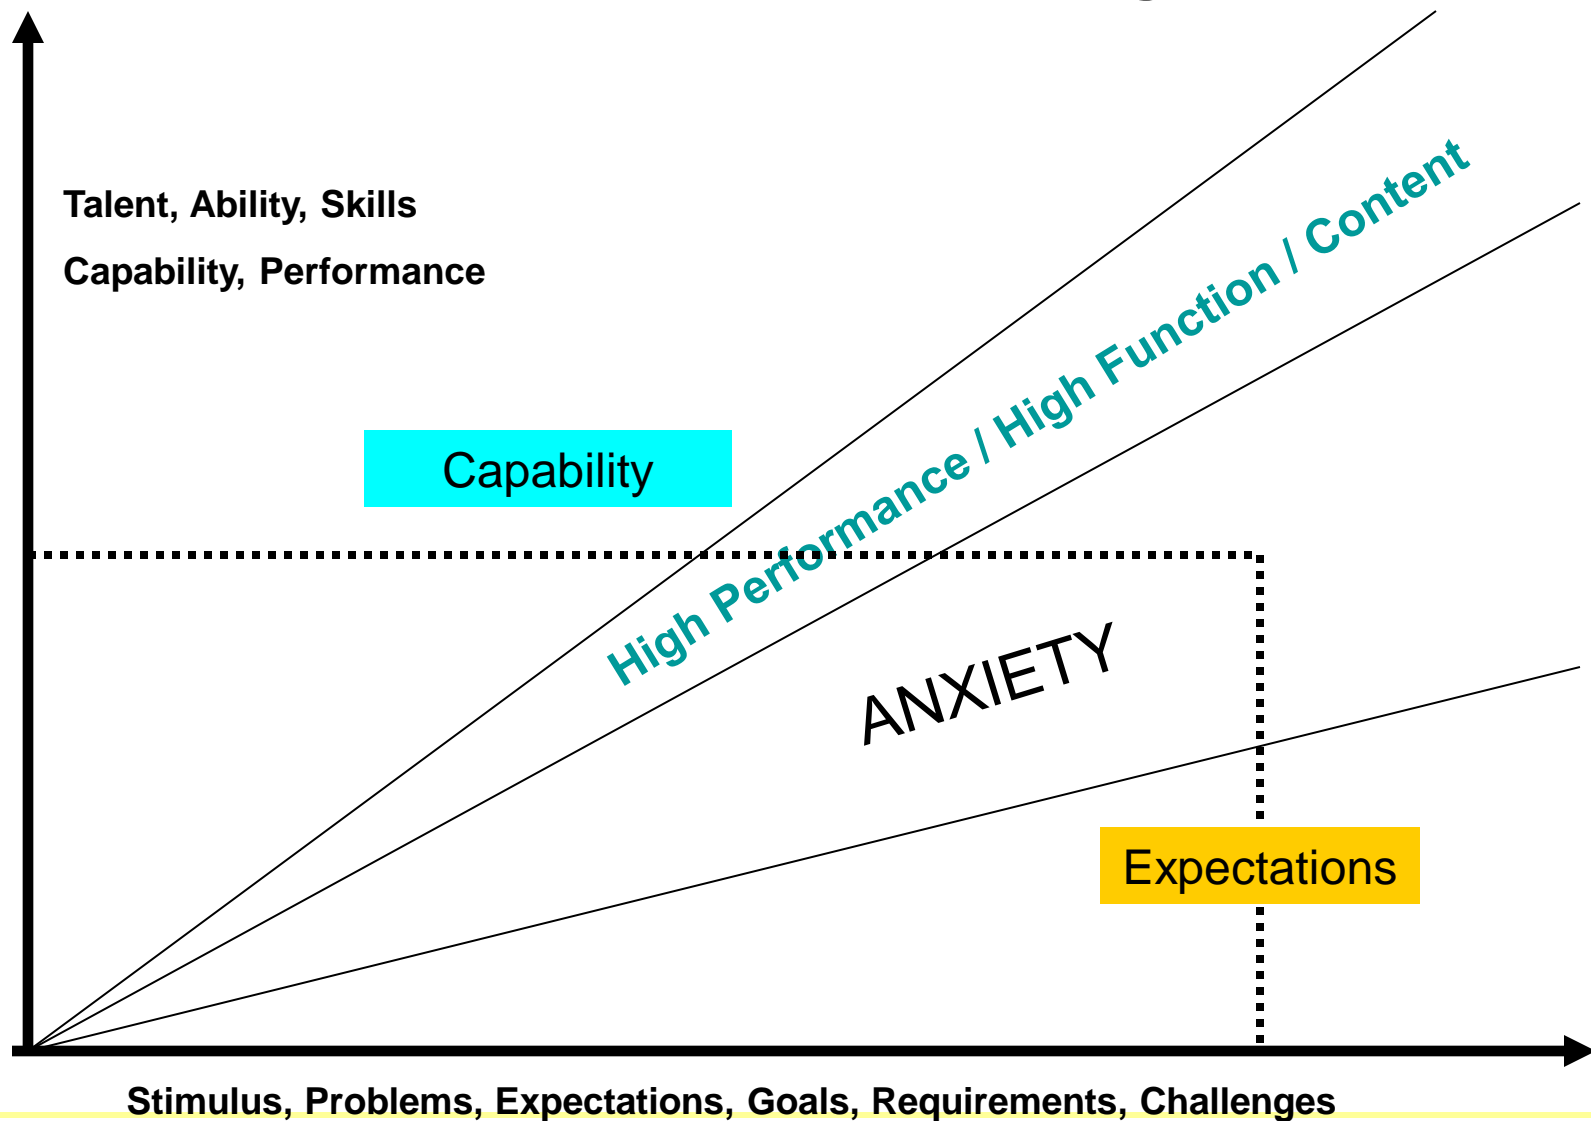 Talent, Ability, Skills
Capability, Performance
High Performance / High Function / Content
Capability
ANXIETY
Expectations
Stimulus, Problems, Expectations, Goals, Requirements, Challenges